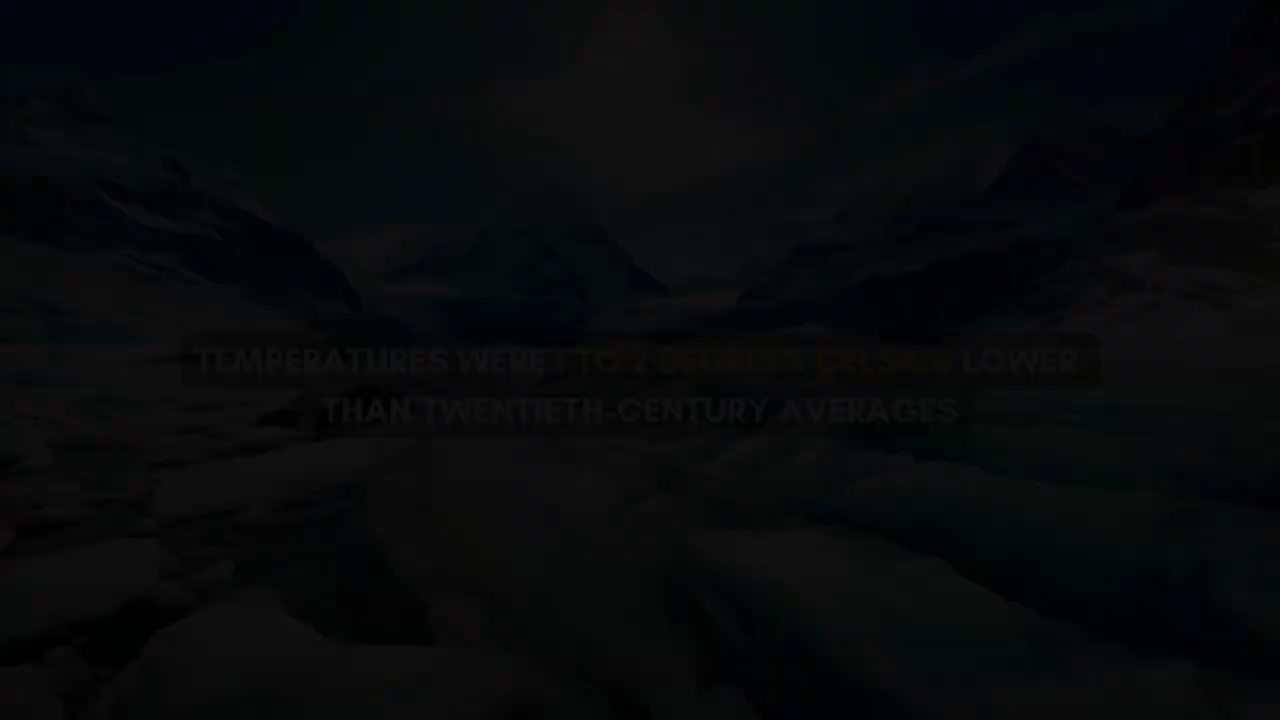 TEMPERATURES WERE 1 TO 2 DEGREES CELSIUS LOWER
THAN TWENTIETH-CENTURY AVERAGES